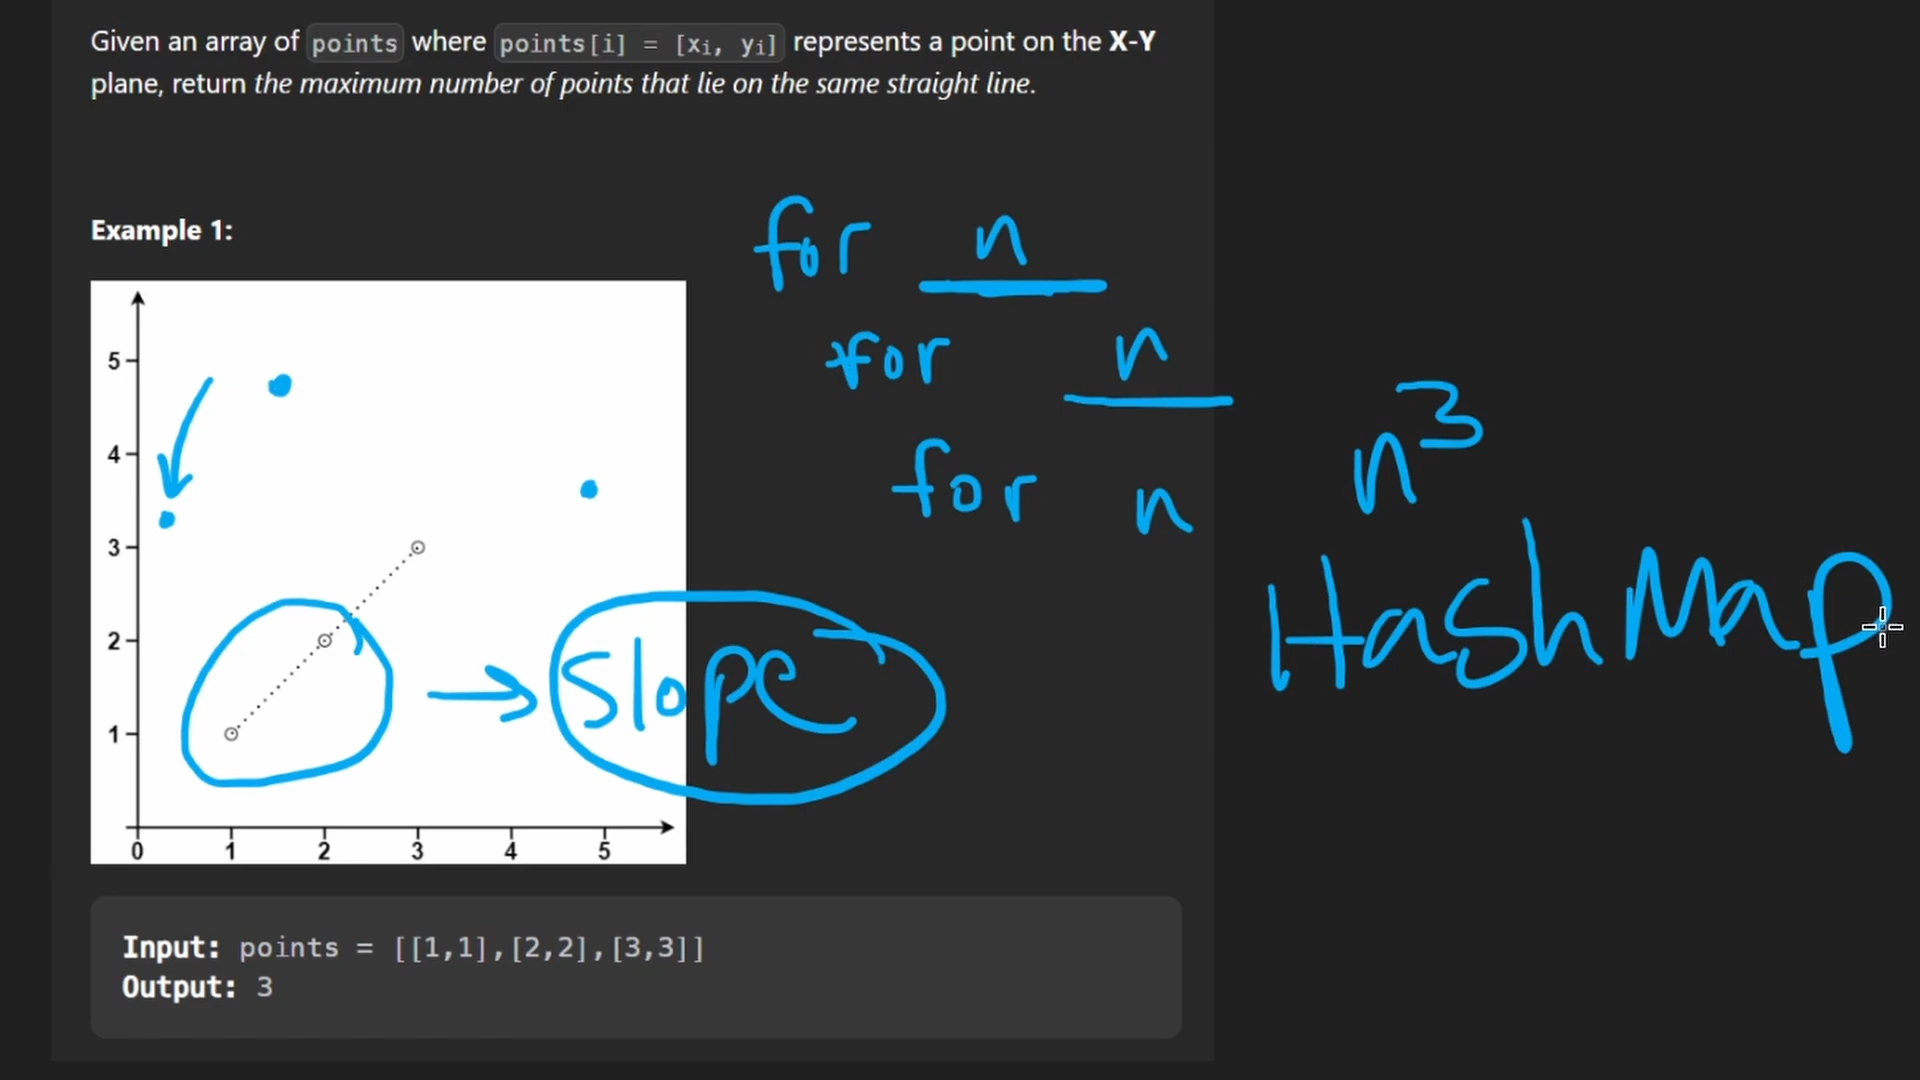 Given an array of points where points[i] = [xi, yi] represents a point on the X-Y
plane, return the maximum number of points that lie on the same straight line.
Example 1:
for n
for n
for n
n³
HashMap
5
4
3
2
1
0 1 2 3 4 5
slope
Input: points = [[1,1],[2,2],[3,3]]
Output: 3